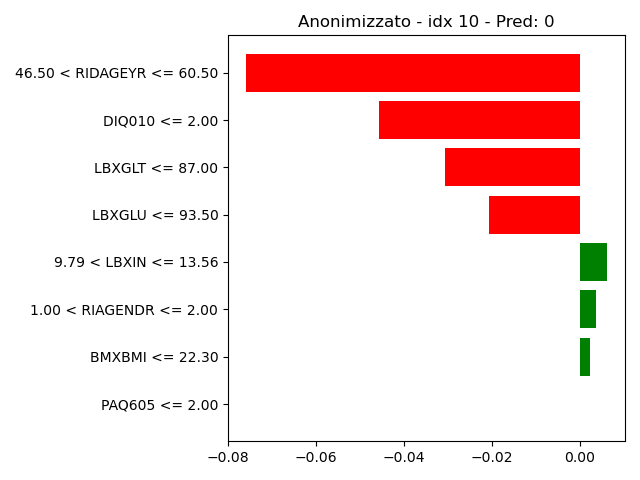 Anonimizzato - idx 10 - Pred: 0
46.50 < RIDAGEYR <= 60.50
DIQ010 <= 2.00
LBXGLT <= 87.00
LBXGLU <= 93.50
9.79 < LBXIN <= 13.56
1.00 < RIAGENDR <= 2.00
BMXBMI <= 22.30
PAQ605 <= 2.00
−0.08 −0.06 −0.04 −0.02 0.00